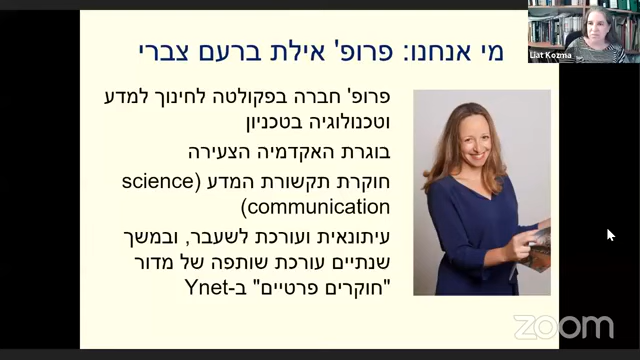 מי אנחנו: פרופ' אילת ברעם צברי
פרופ' חברה בפקולטה לחינוך למדע
וטכנולוגיה בטכניון
בוגרת האקדמיה הצעירה
חוקרת תקשורת המדע (science
communication)
עיתונאית ועורכת לשעבר, ובמשך
שנתיים עורכת שותפה של מדור
"חוקרים פרטיים" ב-Ynet
Liat Kozma
zoom